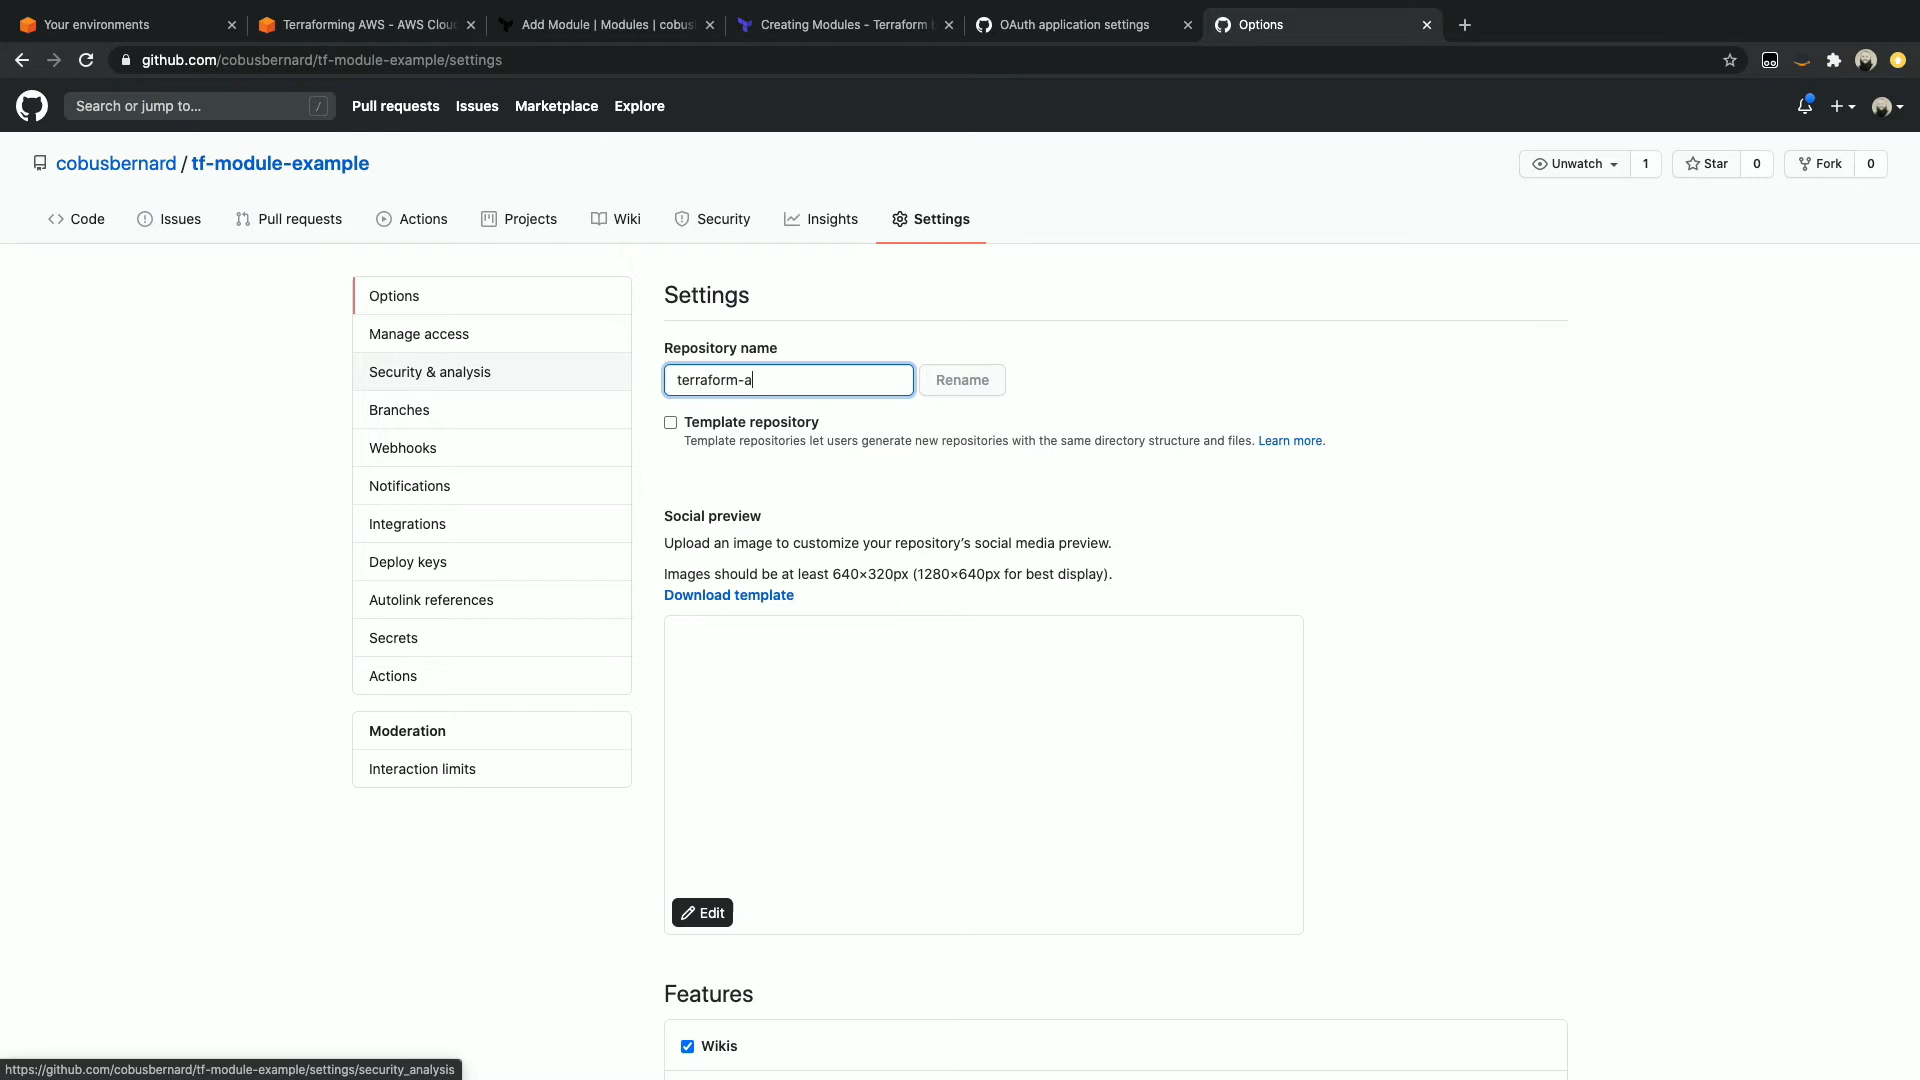 Your environments
Terraforming AWS - AWS Clou
Add Module | Modules | cobus
Creating Modules - Terraform b
OAuth application settings
Options
github.com/cobusbernard/tf-module-example/settings
Search or jump to...
/
Pull requests
Issues
Marketplace
Explore
cobusbernard / tf-module-example
Unwatch
1
Star
0
Fork
0
Code
Issues
Pull requests
Actions
Projects
Wiki
Security
Insights
Settings
Options
Manage access
Security & analysis
Branches
Webhooks
Notifications
Integrations
Deploy keys
Autolink references
Secrets
Actions
Moderation
Interaction limits
Settings
Repository name
terraform-a
Rename
Template repository
Template repositories let users generate new repositories with the same directory structure and files. Learn more.
Social preview
Upload an image to customize your repository’s social media preview.
Images should be at least 640×320px (1280×640px for best display).
Download template
Edit
Features
Wikis
https://github.com/cobusbernard/tf-module-example/settings/security_analysis